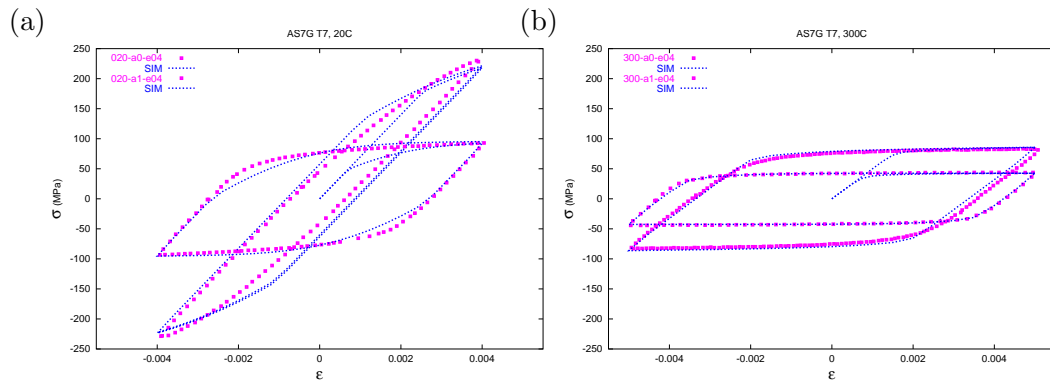 (a)
AS7G T7, 20C
250
200
150
100
50
0
-50
-100
-150
-200
-250
020-a0-e04
SIM
020-a1-e04
SIM
σ (MPa)
-0.004
-0.002
0
0.002
0.004
ε
(b)
AS7G T7, 300C
250
200
150
100
50
0
-50
-100
-150
-200
-250
300-a0-e04
SIM
300-a1-e04
SIM
σ (MPa)
-0.004
-0.002
0
0.002
0.004
ε